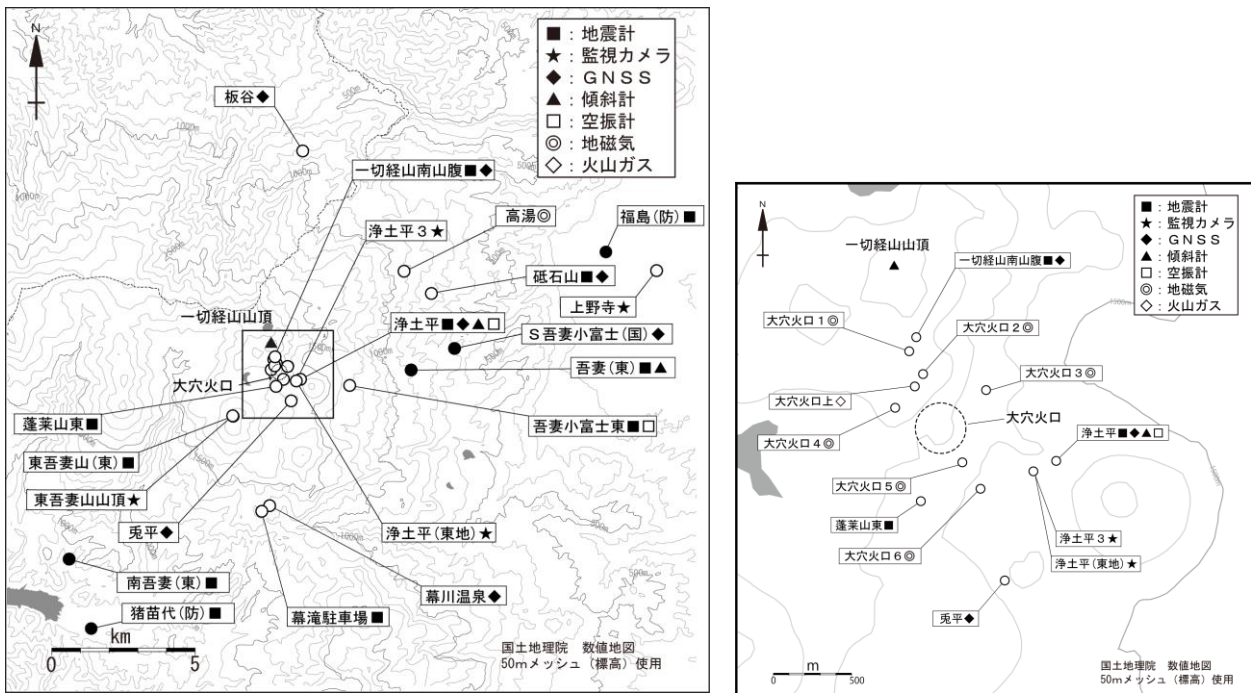 N
■：地震計
★：監視カメラ
◆：ＧＮＳＳ
▲：傾斜計
□：空振計
◎：地磁気
◇：火山ガス
板谷◆
一切経山南山腹■◆
高湯◎
福島(防)■
浄土平３★
砥石山■◆
上野寺★
一切経山山頂
浄土平■◆▲□
Ｓ吾妻小富士(国)◆
大穴火口
吾妻(東)■▲
蓬莱山東■
吾妻小富士東■□
東吾妻山(東)■
東吾妻山山頂★
兎平◆
浄土平(東地)★
南吾妻(東)■
幕川温泉◆
猪苗代(防)■
幕滝駐車場■
km
0 5
国土地理院　数値地図
50mメッシュ（標高）使用
500m
1000m
N
■：地震計
★：監視カメラ
◆：ＧＮＳＳ
▲：傾斜計
□：空振計
◎：地磁気
◇：火山ガス
一切経山山頂
一切経山南山腹■◆
大穴火口１◎
大穴火口２◎
大穴火口３◎
大穴火口上◇
大穴火口
大穴火口４◎
浄土平■◆▲□
大穴火口５◎
蓬莱山東■
浄土平３★
大穴火口６◎
浄土平(東地)★
兎平◆
m
0 500
国土地理院　数値地図
50mメッシュ（標高）使用